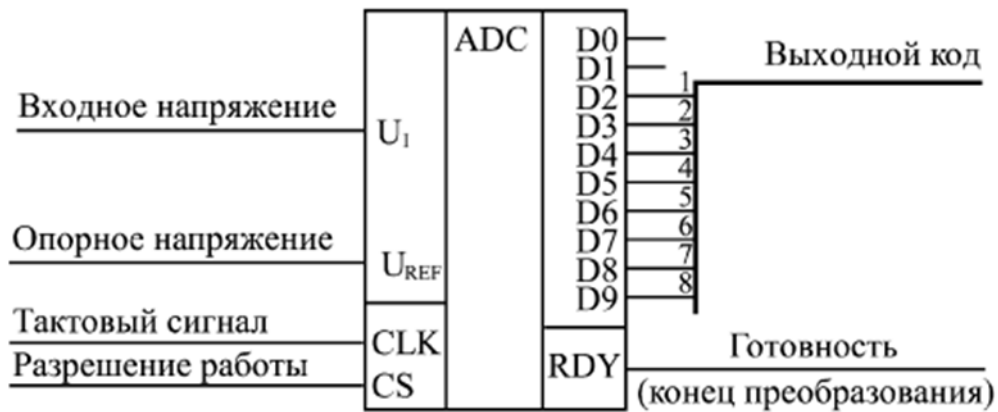 Входное напряжение
Опорное напряжение
Тактовый сигнал
Разрешение работы
U1
UREF
CLK
CS
ADC
D0
D1
D2
D3
D4
D5
D6
D7
D8
D9
RDY
1
2
3
4
5
6
7
8
Выходной код
Готовность
(конец преобразования)